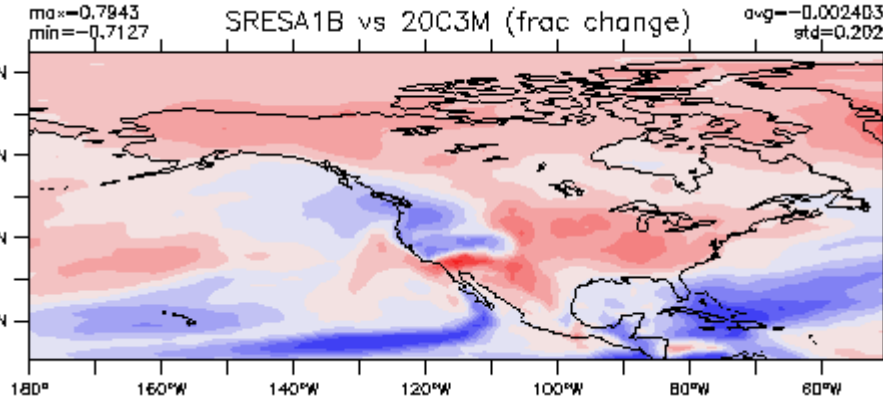 max=0.7943
min=-0.7127
SRESA1B vs 20C3M (frac change)
avg=-0.002403
std=0.202
N
N
N
N
180°
160°W
140°W
120°W
100°W
80°W
60°W